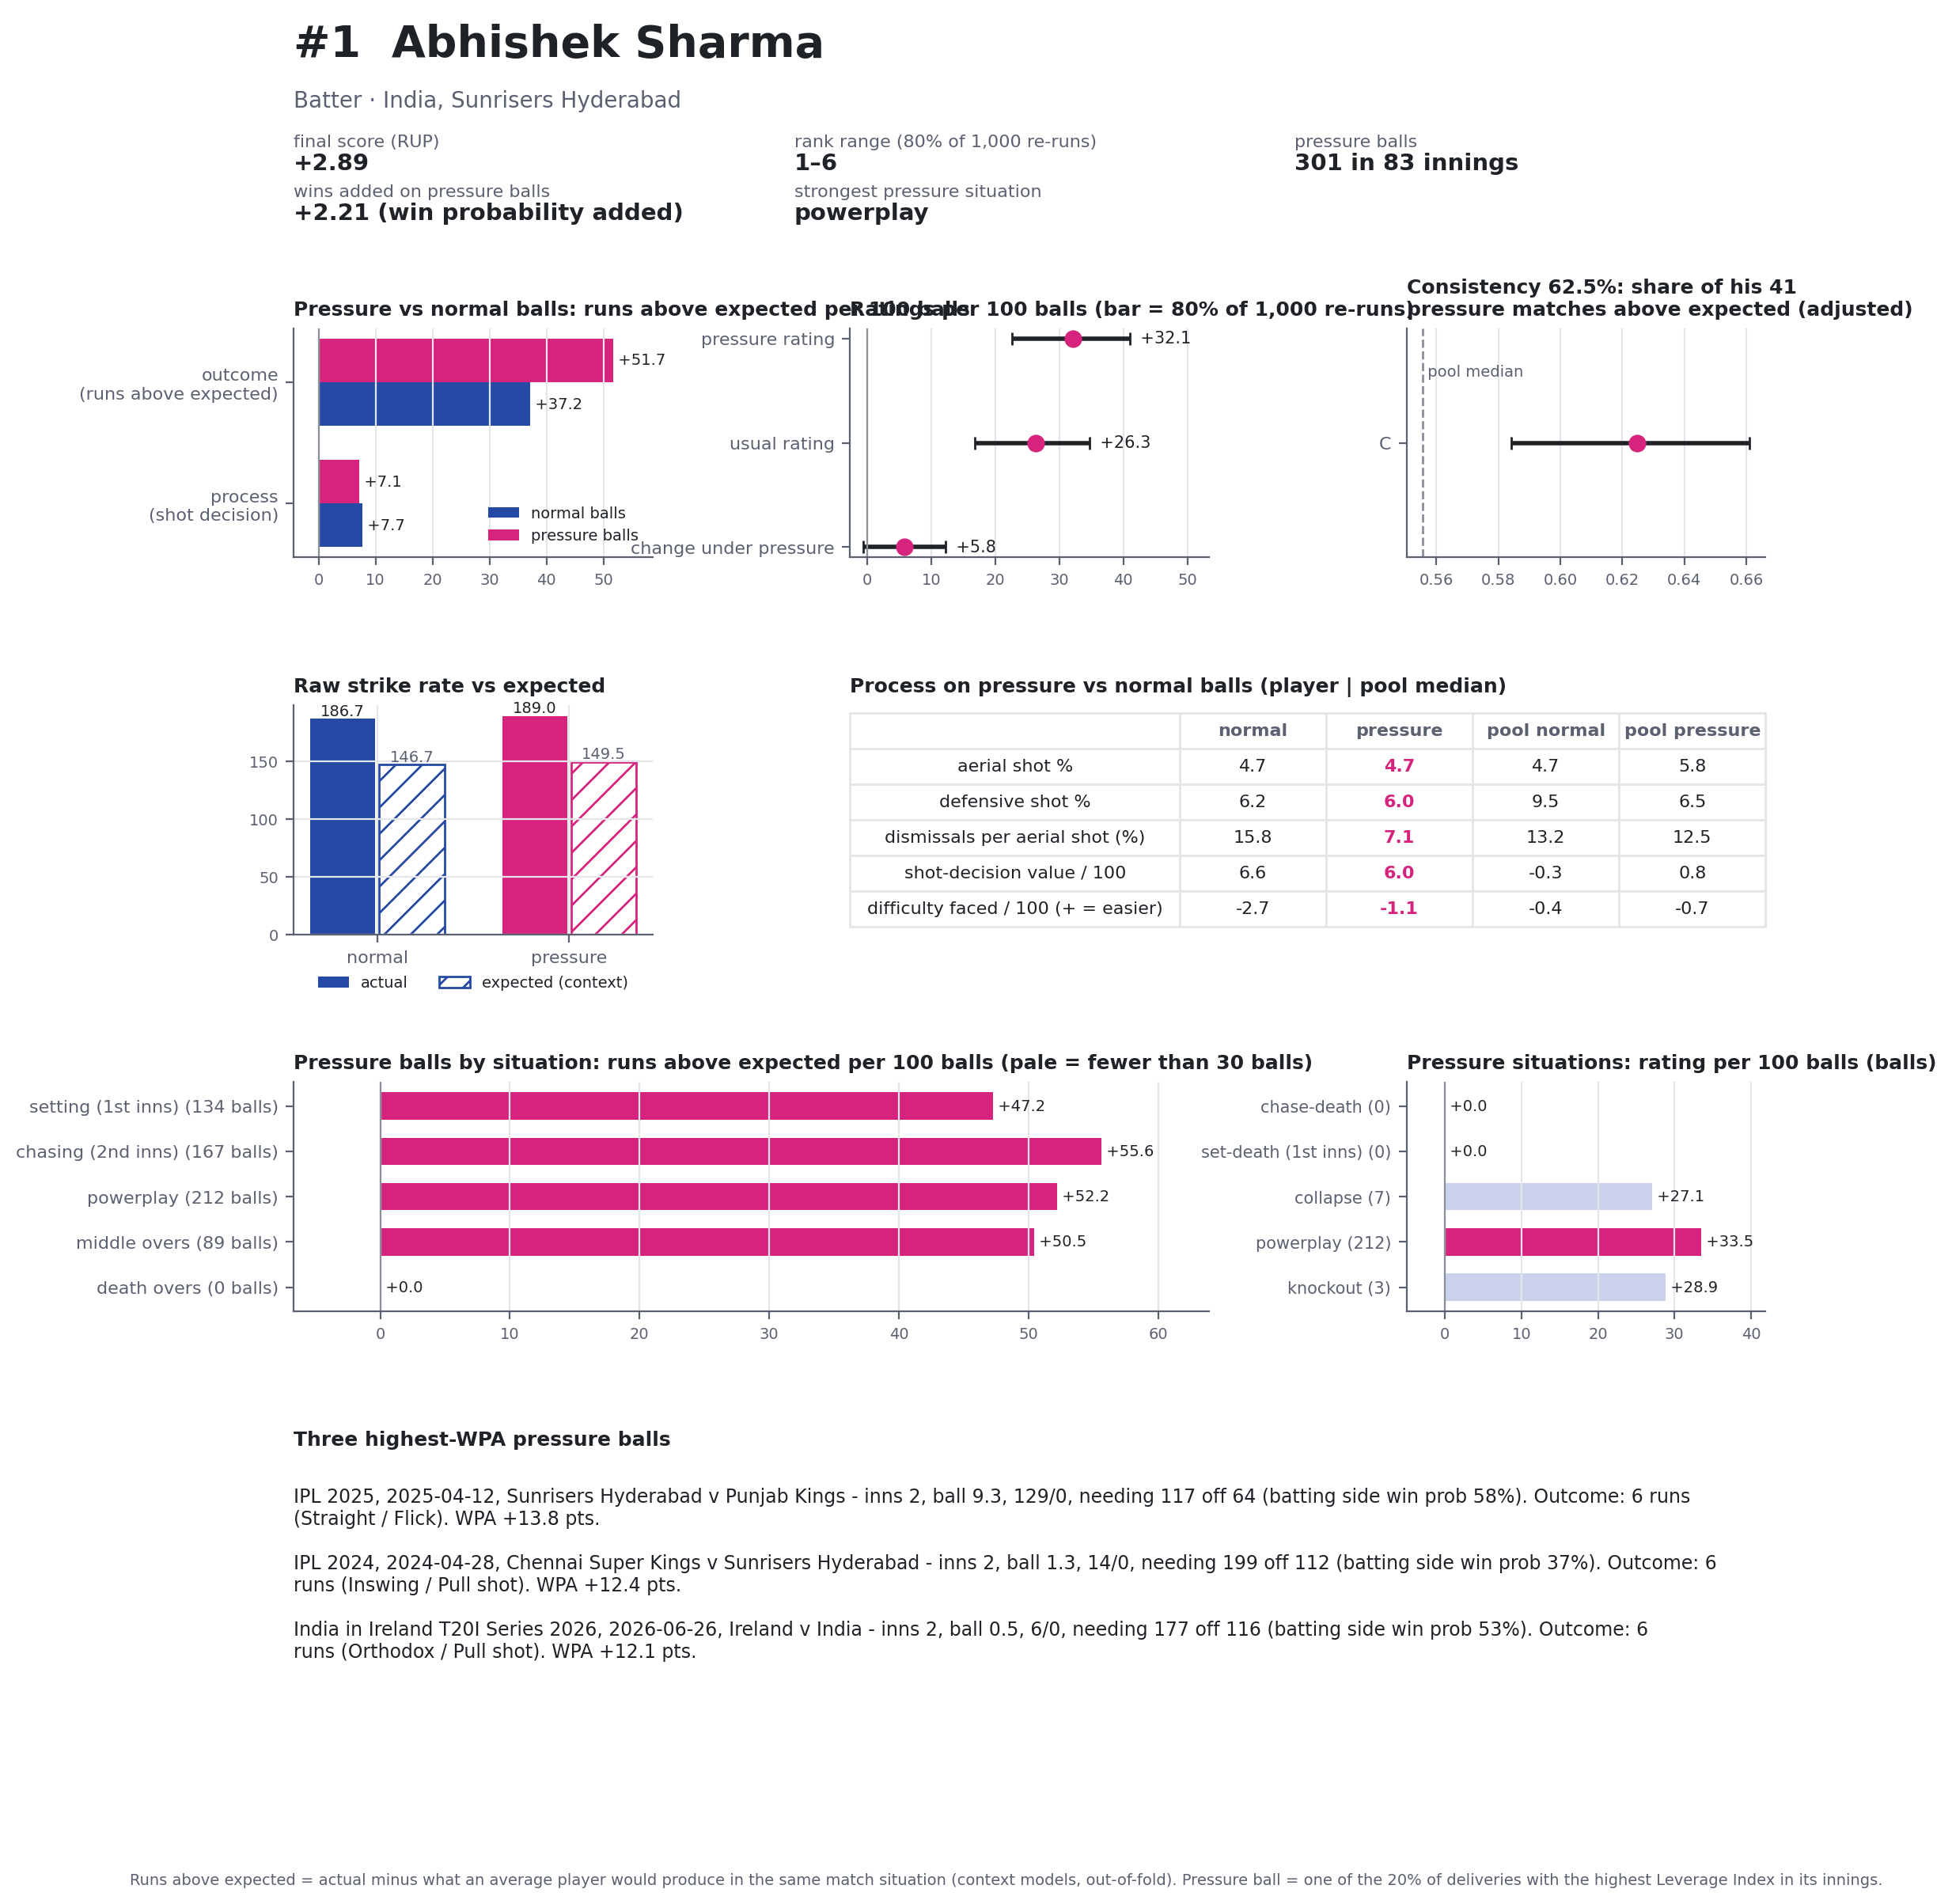 #1 Abhishek Sharma
Batter · India, Sunrisers Hyderabad
final score (RUP)
+2.89
rank range (80% of 1,000 re-runs)
1–6
pressure balls
301 in 83 innings
wins added on pressure balls
+2.21 (win probability added)
strongest pressure situation
powerplay
Pressure vs normal balls: runs above expected per 100 balls
outcome
(runs above expected)
+51.7
+37.2
process
(shot decision)
+7.1
+7.7
normal balls
pressure balls
0 10 20 30 40 50
Ratings per 100 balls (bar = 80% of 1,000 re-runs)
pressure rating
+32.1
usual rating
+26.3
change under pressure
+5.8
0 10 20 30 40 50
Consistency 62.5%: share of his 41
pressure matches above expected (adjusted)
pool median
C
0.56 0.58 0.60 0.62 0.64 0.66
Raw strike rate vs expected
186.7
146.7
189.0
149.5
150
100
50
0
normal pressure
actual expected (context)
Process on pressure vs normal balls (player | pool median)
normal pressure pool normal pool pressure
aerial shot % 4.7 4.7 4.7 5.8
defensive shot % 6.2 6.0 9.5 6.5
dismissals per aerial shot (%) 15.8 7.1 13.2 12.5
shot-decision value / 100 6.6 6.0 -0.3 0.8
difficulty faced / 100 (+ = easier) -2.7 -1.1 -0.4 -0.7
Pressure balls by situation: runs above expected per 100 balls (pale = fewer than 30 balls)
setting (1st inns) (134 balls) +47.2
chasing (2nd inns) (167 balls) +55.6
powerplay (212 balls) +52.2
middle overs (89 balls) +50.5
death overs (0 balls) +0.0
0 10 20 30 40 50 60
Pressure situations: rating per 100 balls (balls)
chase-death (0) +0.0
set-death (1st inns) (0) +0.0
collapse (7) +27.1
powerplay (212) +33.5
knockout (3) +28.9
0 10 20 30 40
Three highest-WPA pressure balls
IPL 2025, 2025-04-12, Sunrisers Hyderabad v Punjab Kings - inns 2, ball 9.3, 129/0, needing 117 off 64 (batting side win prob 58%). Outcome: 6 runs
(Straight / Flick). WPA +13.8 pts.
IPL 2024, 2024-04-28, Chennai Super Kings v Sunrisers Hyderabad - inns 2, ball 1.3, 14/0, needing 199 off 112 (batting side win prob 37%). Outcome: 6
runs (Inswing / Pull shot). WPA +12.4 pts.
India in Ireland T20I Series 2026, 2026-06-26, Ireland v India - inns 2, ball 0.5, 6/0, needing 177 off 116 (batting side win prob 53%). Outcome: 6
runs (Orthodox / Pull shot). WPA +12.1 pts.
Runs above expected = actual minus what an average player would produce in the same match situation (context models, out-of-fold). Pressure ball = one of the 20% of deliveries with the highest Leverage Index in its innings.